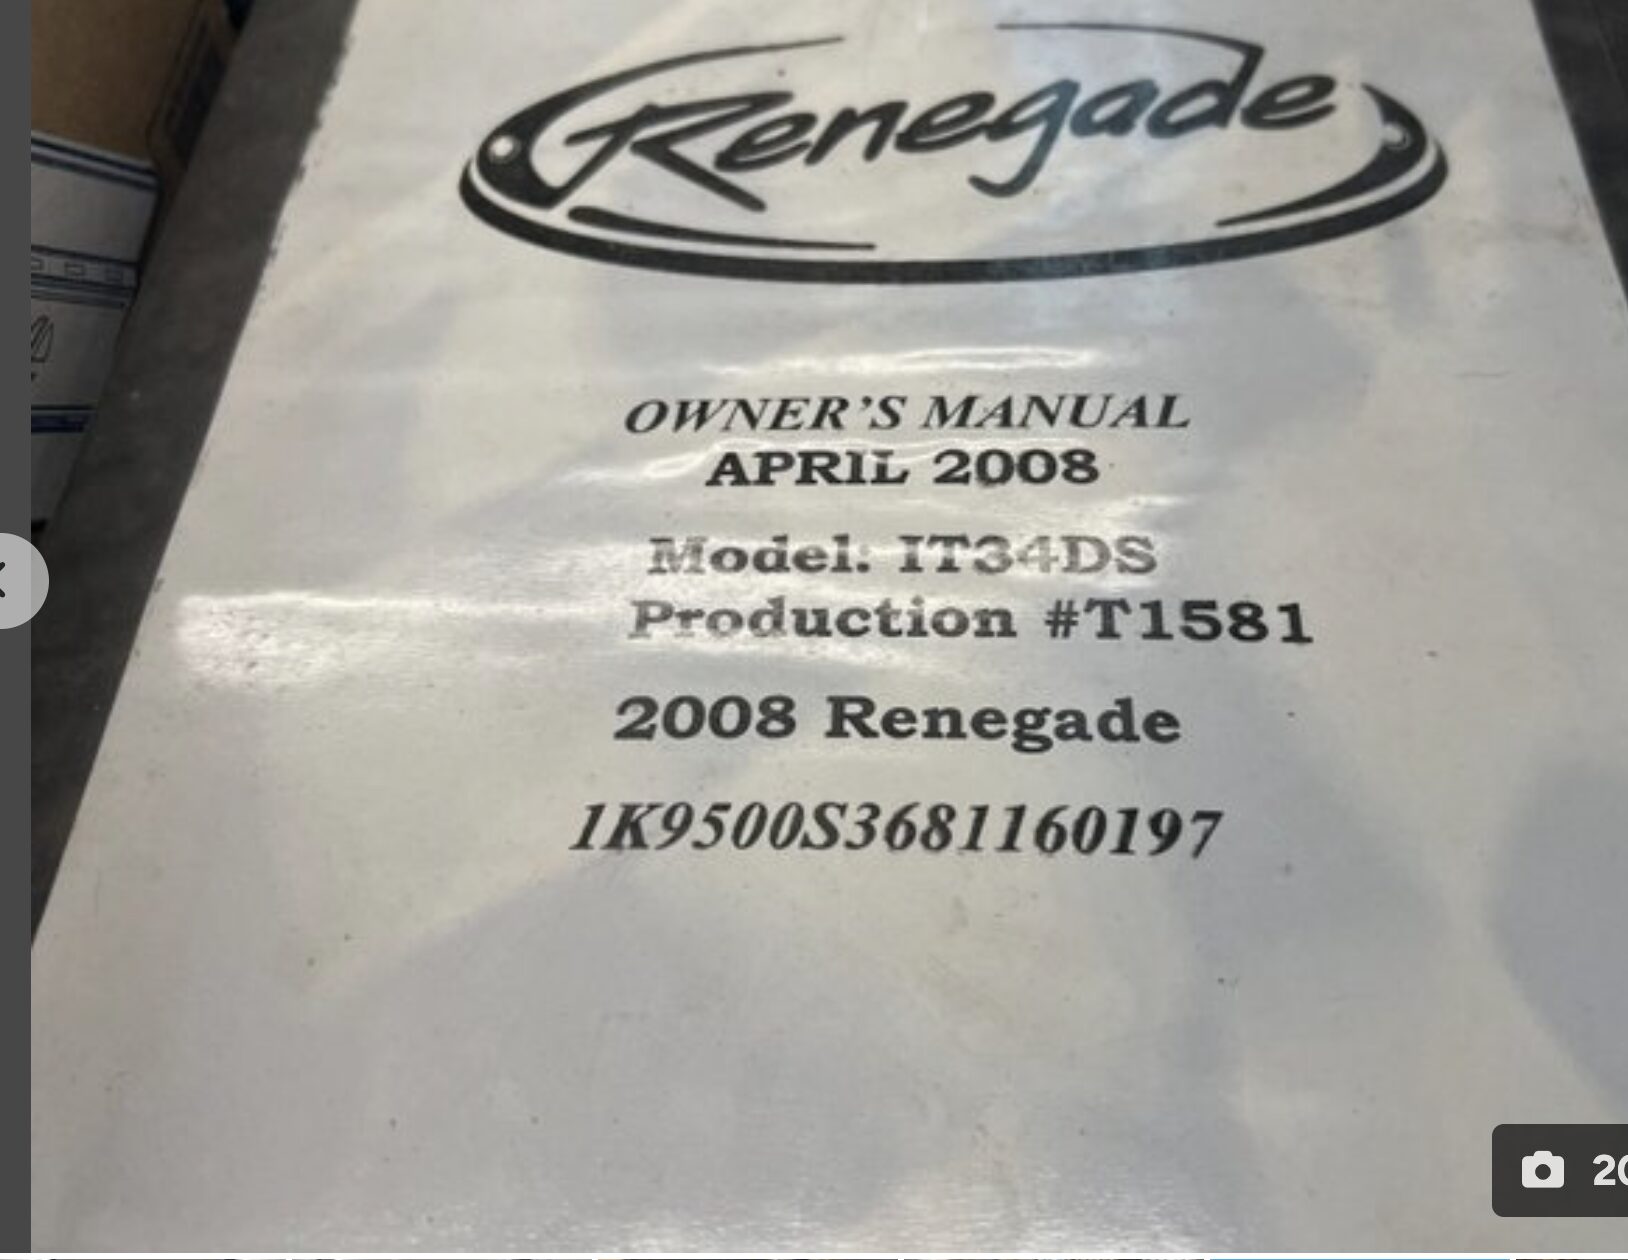 Renegade
OWNER'S MANUAL
APRIL 2008
Model: IT34DS
Production #T1581
2008 Renegade
1K9500S3681160197